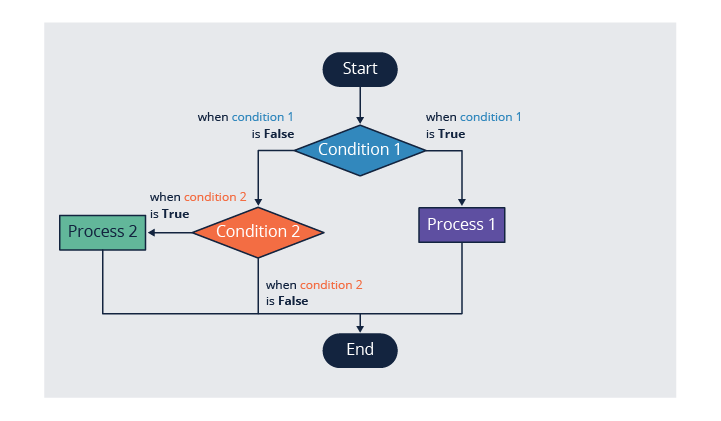 Start
when condition 1
is False
when condition 1
is True
Condition 1
when condition 2
is True
Process 2
Condition 2
Process 1
when condition 2
is False
End